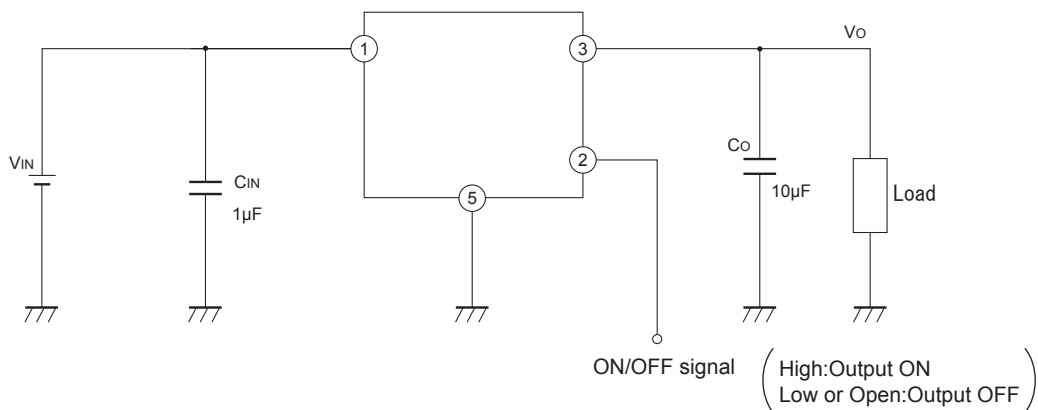 1
3
Vo
VIN
CIN
1µF
2
Co
10µF
Load
5
ON/OFF signal
High:Output ON
Low or Open:Output OFF